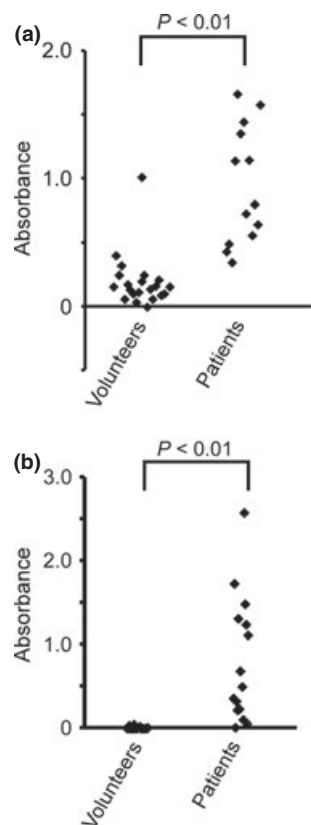 (a)
P < 0.01
2.0
1.0
0
Absorbance
Volunteers
Patients
(b)
P < 0.01
3.0
2.0
1.0
0
Absorbance
Volunteers
Patients